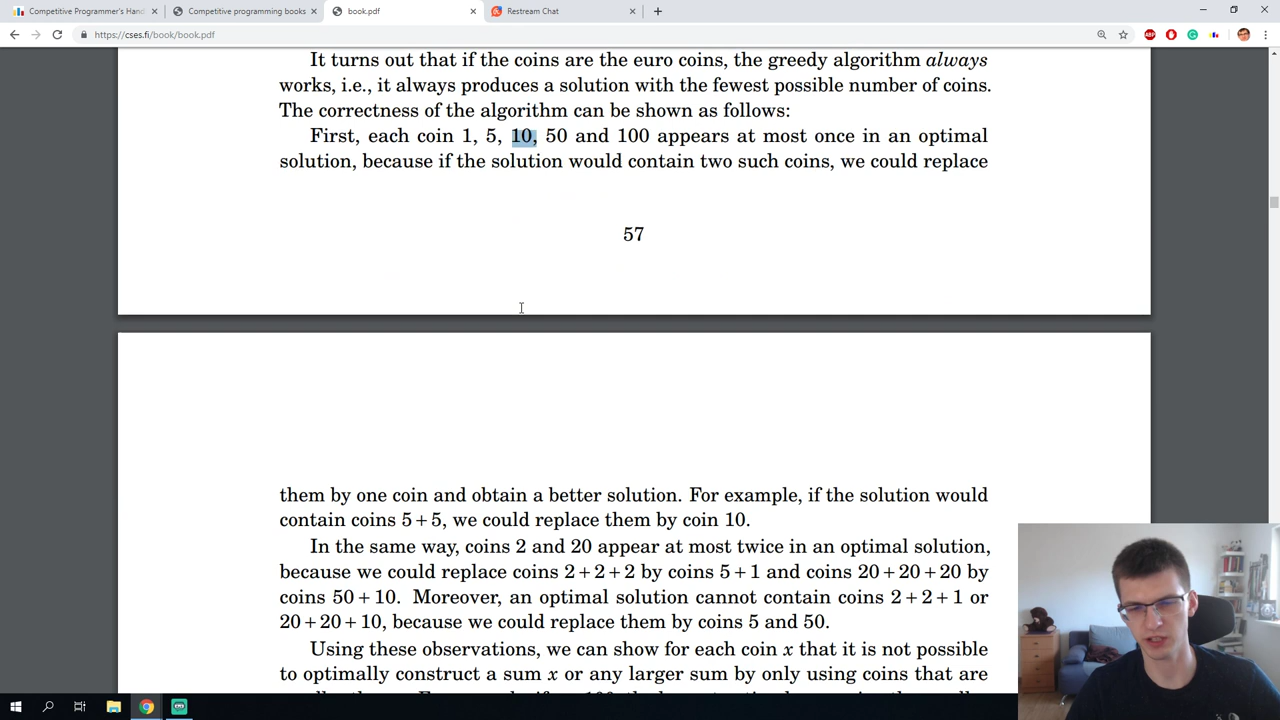 Competitive Programmer's Hand
Competitive programming books
book.pdf
Restream Chat
https://cses.fi/book/book.pdf
It turns out that if the coins are the euro coins, the greedy algorithm always
works, i.e., it always produces a solution with the fewest possible number of coins.
The correctness of the algorithm can be shown as follows:
First, each coin 1, 5, 10, 50 and 100 appears at most once in an optimal
solution, because if the solution would contain two such coins, we could replace
57
them by one coin and obtain a better solution. For example, if the solution would
contain coins 5+5, we could replace them by coin 10.
In the same way, coins 2 and 20 appear at most twice in an optimal solution,
because we could replace coins 2+2+2 by coins 5+1 and coins 20+20+20 by
coins 50+10. Moreover, an optimal solution cannot contain coins 2+2+1 or
20+20+10, because we could replace them by coins 5 and 50.
Using these observations, we can show for each coin x that it is not possible
to optimally construct a sum x or any larger sum by only using coins that are